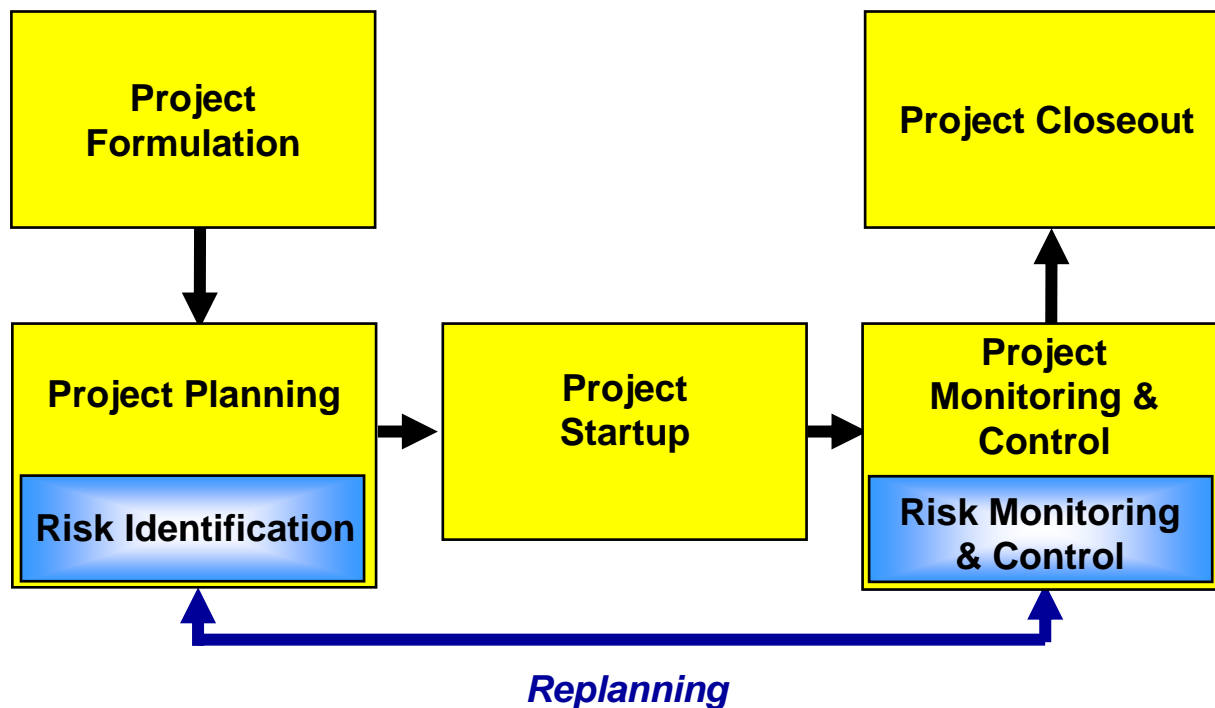 Project
Formulation
Project Closeout
Project Planning
Risk Identification
Project
Startup
Project
Monitoring &
Control
Risk Monitoring
& Control
Replanning